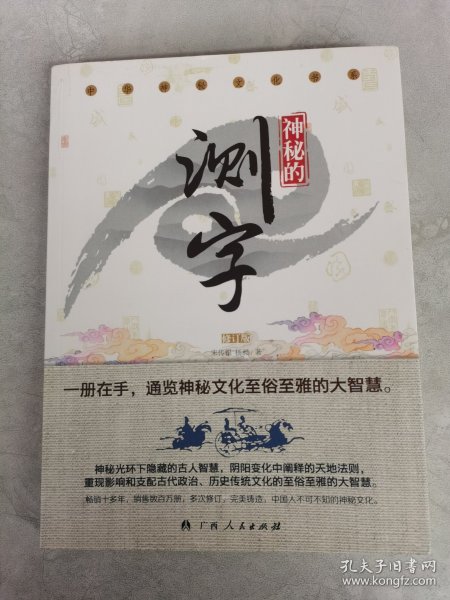 中华神秘文化书系
神秘的
测字
修订版
一册在手，通览神秘文化至俗至雅的大智慧。
神秘光环下隐藏的古人智慧，阴阳变化中阐释的天地法则，
重现影响和支配古代政治、历史传统文化的至俗至雅的大智慧。
畅销十多年，销售数百万册，多次修订，完美铸造，中国人不可不知的神秘文化。
广西人民出版社
孔夫子旧书网
www.kongfz.com